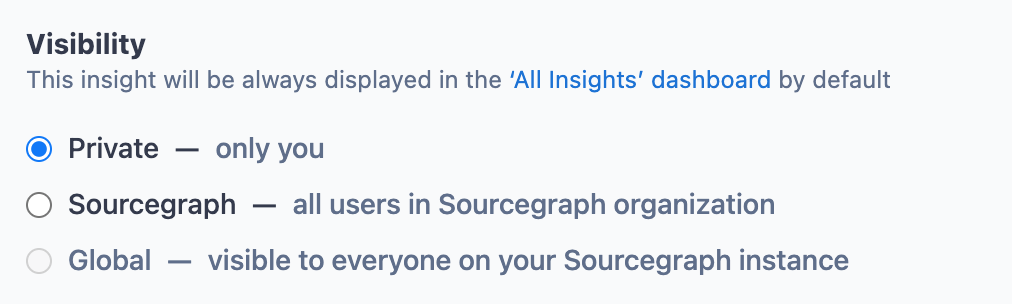 Visibility
This insight will be always displayed in the ‘All Insights’ dashboard by default
Private — only you
Sourcegraph — all users in Sourcegraph organization
Global — visible to everyone on your Sourcegraph instance